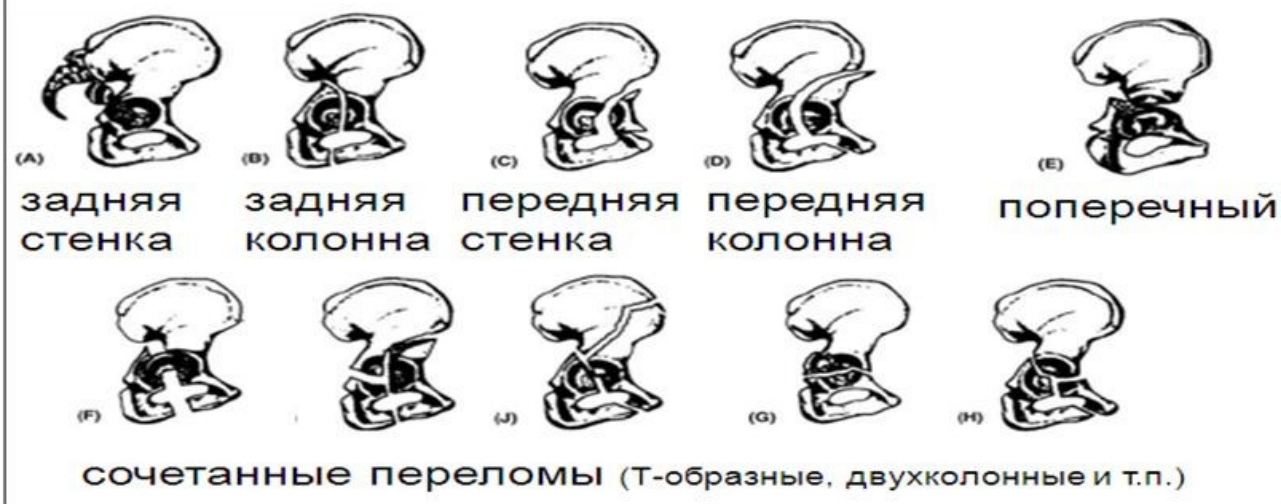 (A) (B) (C) (D) (E)
задняя задняя передняя передняя поперечный
стенка колонна стенка колонна
(F) (J) (G) (H)
сочетанные переломы (Т-образные, двухколонные и т.п.)